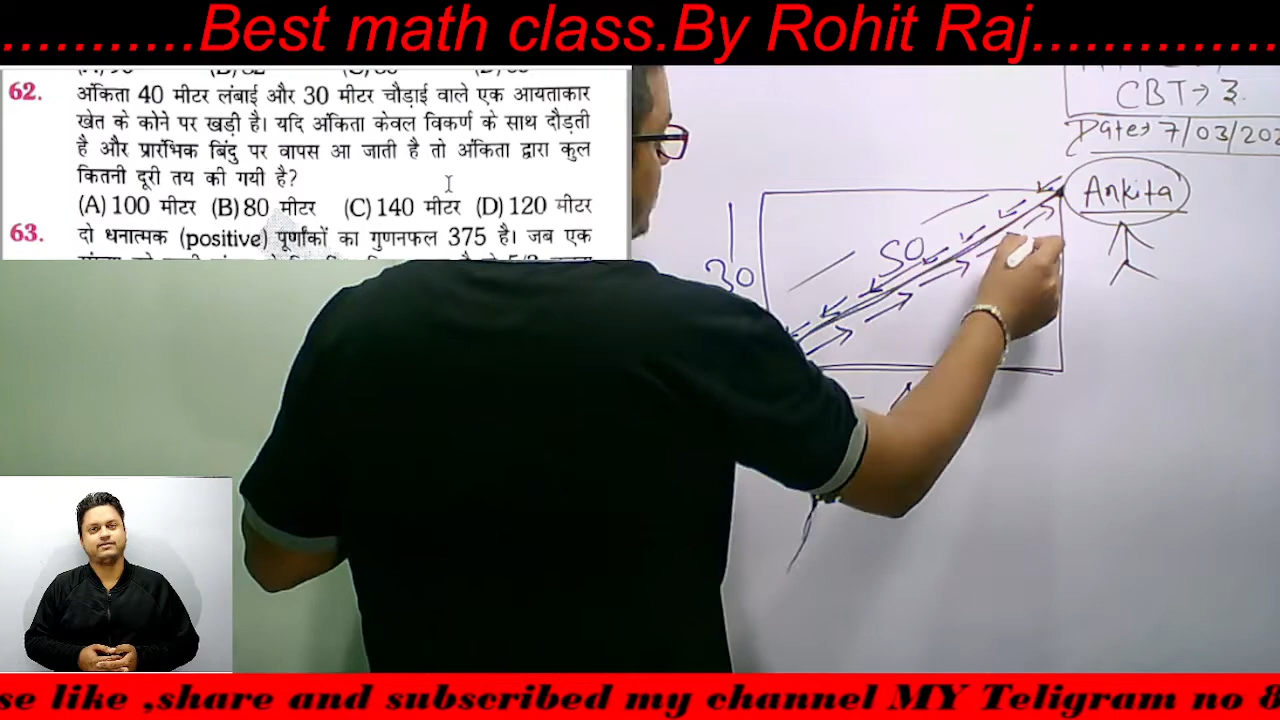 ...........Best math class.By Rohit Raj..............
62. अंकिता 40 मीटर लंबाई और 30 मीटर चौड़ाई वाले एक आयताकार
खेत के कोने पर खड़ी है। यदि अंकिता केवल विकर्ण के साथ दौड़ती
है और प्रारंभिक बिंदु पर वापस आ जाती है तो अंकिता द्वारा कुल
कितनी दूरी तय की गयी है?
(A) 100 मीटर (B) 80 मीटर (C) 140 मीटर (D) 120 मीटर
63. दो धनात्मक (positive) पूर्णांकों का गुणनफल 375 है। जब एक
CBT→ 3.
Date→ 7/03/202
Ankita
50
30
se like ,share and subscribed my channel MY Teligram no 8